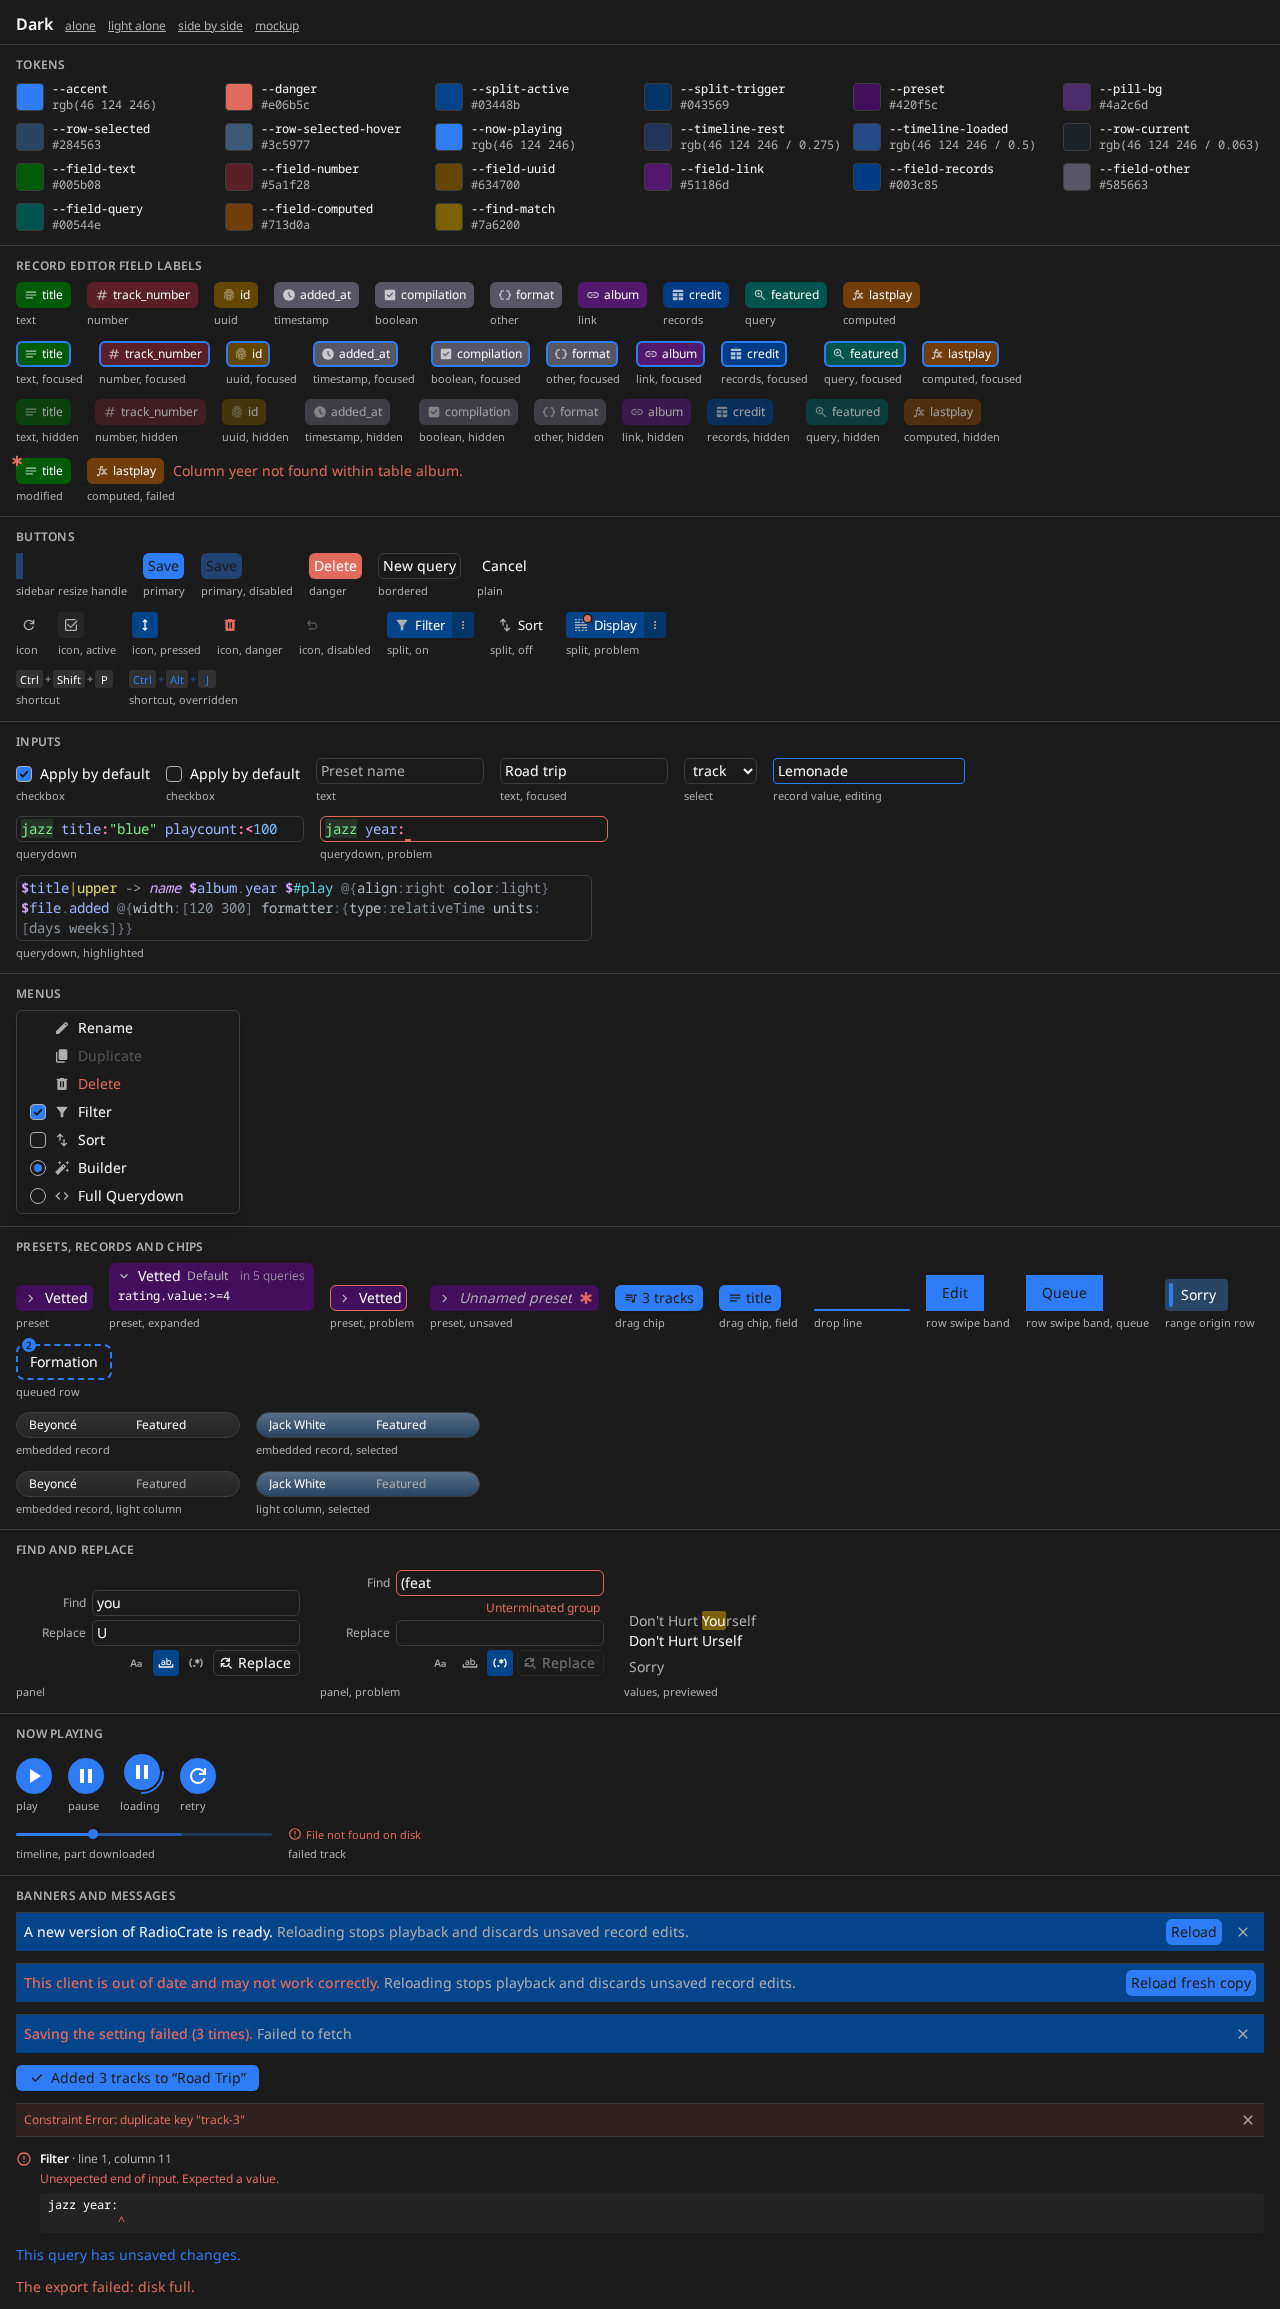 Dark alone light alone side by side mockup
TOKENS
--accent --danger --split-active --split-trigger --preset --pill-bg
rgb(46 124 246) #e06b5c #03448b #043569 #420f5c #4a2c6d
--row-selected --row-selected-hover --now-playing --timeline-rest --timeline-loaded --row-current
#284563 #3c5977 rgb(46 124 246) rgb(46 124 246 / 0.275) rgb(46 124 246 / 0.5) rgb(46 124 246 / 0.063)
--field-text --field-number --field-uuid --field-link --field-records --field-other
#005b08 #5a1f28 #634700 #51186d #003c85 #585663
--field-query --field-computed --find-match
#00544e #713d0a #7a6200
RECORD EDITOR FIELD LABELS
title track_number id added_at compilation format album credit featured lastplay
text number uuid timestamp boolean other link records query computed
title track_number id added_at compilation format album credit featured lastplay
text, focused number, focused uuid, focused timestamp, focused boolean, focused other, focused link, focused records, focused query, focused computed, focused
title track_number id added_at compilation format album credit featured lastplay
text, hidden number, hidden uuid, hidden timestamp, hidden boolean, hidden other, hidden link, hidden records, hidden query, hidden computed, hidden
* title lastplay Column yeer not found within table album.
modified computed, failed
BUTTONS
Save Save Delete New query Cancel
sidebar resize handle primary primary, disabled danger bordered plain
Filter Sort Display
icon icon, active icon, pressed icon, danger icon, disabled split, on split, off split, problem
Ctrl + Shift + P Ctrl + Alt + J
shortcut shortcut, overridden
INPUTS
Apply by default Apply by default Preset name Road trip track Lemonade
checkbox checkbox text text, focused select record value, editing
jazz title:"blue" playcount:<100 jazz year:
querydown querydown, problem
$title|upper -> name $album.year $#play @{align:right color:light}
$file.added @{width:[120 300] formatter:{type:relativeTime units:
[days weeks]}}
querydown, highlighted
MENUS
Rename
Duplicate
Delete
Filter
Sort
Builder
Full Querydown
PRESETS, RECORDS AND CHIPS
Vetted Vetted Default in 5 queries Vetted Unnamed preset * 3 tracks title Edit Queue Sorry
rating.value:>=4
preset preset, expanded preset, problem preset, unsaved drag chip drag chip, field drop line row swipe band row swipe band, queue range origin row
2
Formation
queued row
Beyoncé Featured Jack White Featured
embedded record embedded record, selected
Beyoncé Featured Jack White Featured
embedded record, light column light column, selected
FIND AND REPLACE
Find you Find (feat
Unterminated group
Replace U Replace
Aa ab (.*) Replace Aa ab (.*) Replace
Don't Hurt Yourself
Don't Hurt Urself
Sorry
panel panel, problem values, previewed
NOW PLAYING
play pause loading retry
File not found on disk
timeline, part downloaded failed track
BANNERS AND MESSAGES
A new version of RadioCrate is ready. Reloading stops playback and discards unsaved record edits. Reload
This client is out of date and may not work correctly. Reloading stops playback and discards unsaved record edits. Reload fresh copy
Saving the setting failed (3 times). Failed to fetch
Added 3 tracks to “Road Trip”
Constraint Error: duplicate key "track-3"
Filter · line 1, column 11
Unexpected end of input. Expected a value.
jazz year:
^
This query has unsaved changes.
The export failed: disk full.